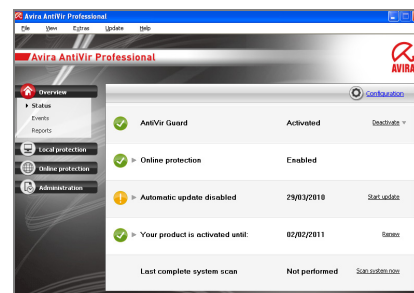 Avira AntiVir Professional
File View Extras Update Help
Avira AntiVir Professional
AVIRA
Overview
Configuration
Status
Events
Reports
Local protection
Online protection
Administration
AntiVir Guard Activated Deactivate
Online protection Enabled
Automatic update disabled 29/03/2010 Start update
Your product is activated until: 02/02/2011 Renew
Last complete system scan Not performed Scan system now